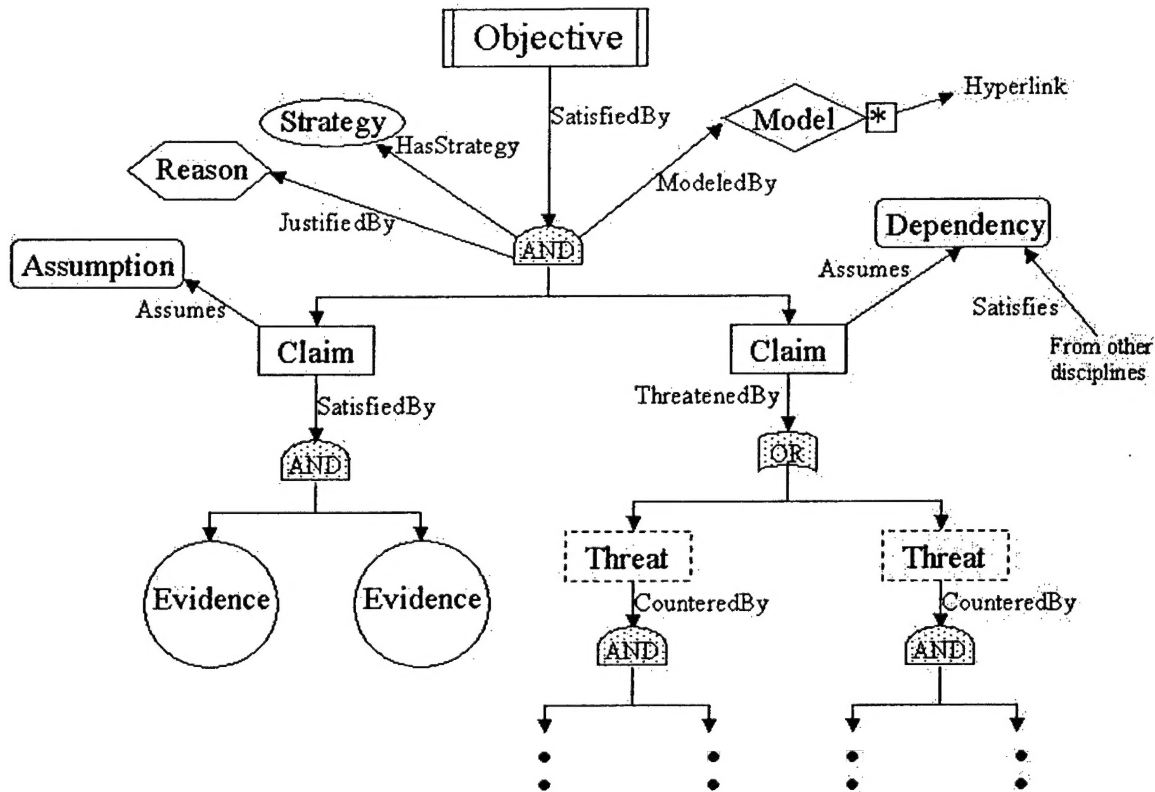 Objective
SatisfiedBy
Hyperlink
Strategy
Model
*
HasStrategy
Reason
ModeledBy
JustifiedBy
Dependency
AND
Assumption
Assumes
Assumes
Satisfies
Claim
Claim
From other
disciplines
ThreatenedBy
SatisfiedBy
AND
OR
Threat
Threat
Evidence
Evidence
CounteredBy
CounteredBy
AND
AND